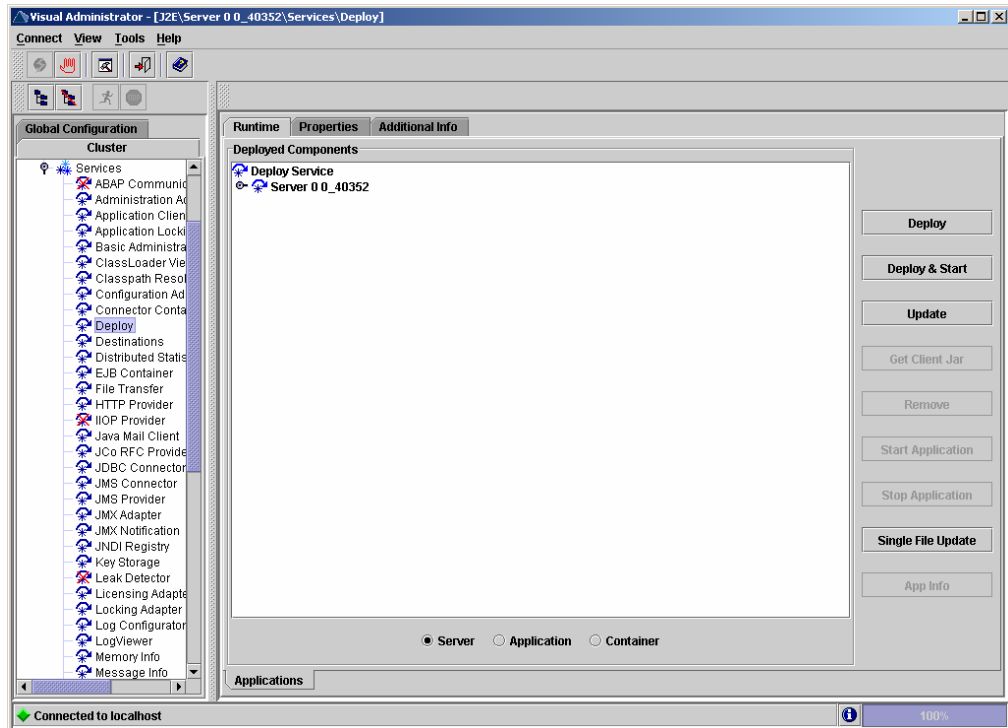 Visual Administrator - [J2E\Server 0 0_40352\Services\Deploy]
Connect View Tools Help
Global Configuration
Cluster
Services
ABAP Communic
Administration Ad
Application Clien
Application Locki
Basic Administra
ClassLoader Vie
Classpath Resol
Configuration Ad
Connector Conta
Deploy
Destinations
Distributed Statis
EJB Container
File Transfer
HTTP Provider
IIOP Provider
Java Mail Client
JCo RFC Provide
JDBC Connector
JMS Connector
JMS Provider
JMX Adapter
JMX Notification
JNDI Registry
Key Storage
Leak Detector
Licensing Adapte
Locking Adapter
Log Configurator
LogViewer
Memory Info
Message Info
Runtime Properties Additional Info
Deployed Components
Deploy Service
Server 0 0_40352
Deploy
Deploy & Start
Update
Get Client Jar
Remove
Start Application
Stop Application
Single File Update
App Info
Server Application Container
Applications
Connected to localhost
100%